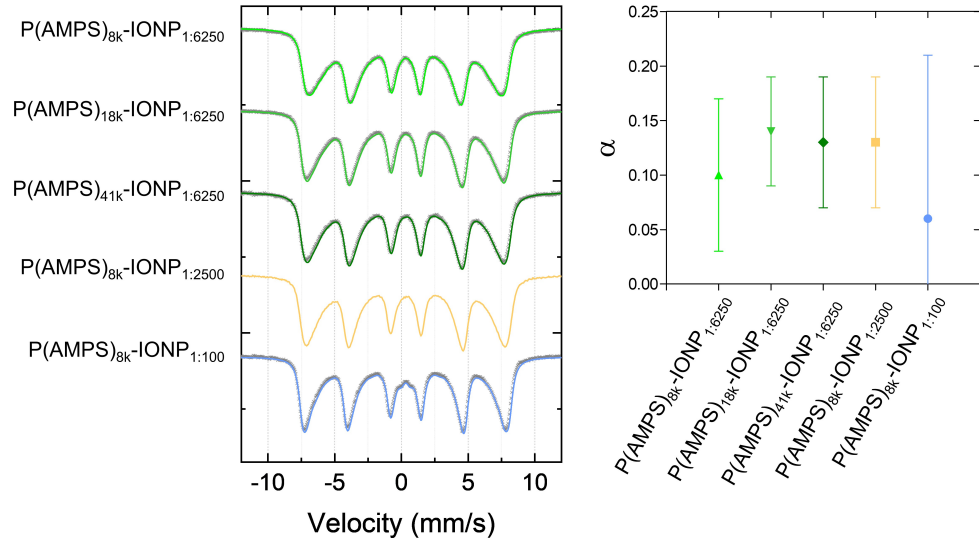 P(AMPS)8k-IONP1:6250
P(AMPS)18k-IONP1:6250
P(AMPS)41k-IONP1:6250
P(AMPS)8k-IONP1:2500
P(AMPS)8k-IONP1:100
-10 -5 0 5 10
Velocity (mm/s)
0.25
0.20
0.15
0.10
0.05
0.00
α
P(AMPS)8k-IONP1:6250
P(AMPS)18k-IONP1:6250
P(AMPS)41k-IONP1:6250
P(AMPS)8k-IONP1:2500
P(AMPS)8k-IONP1:100